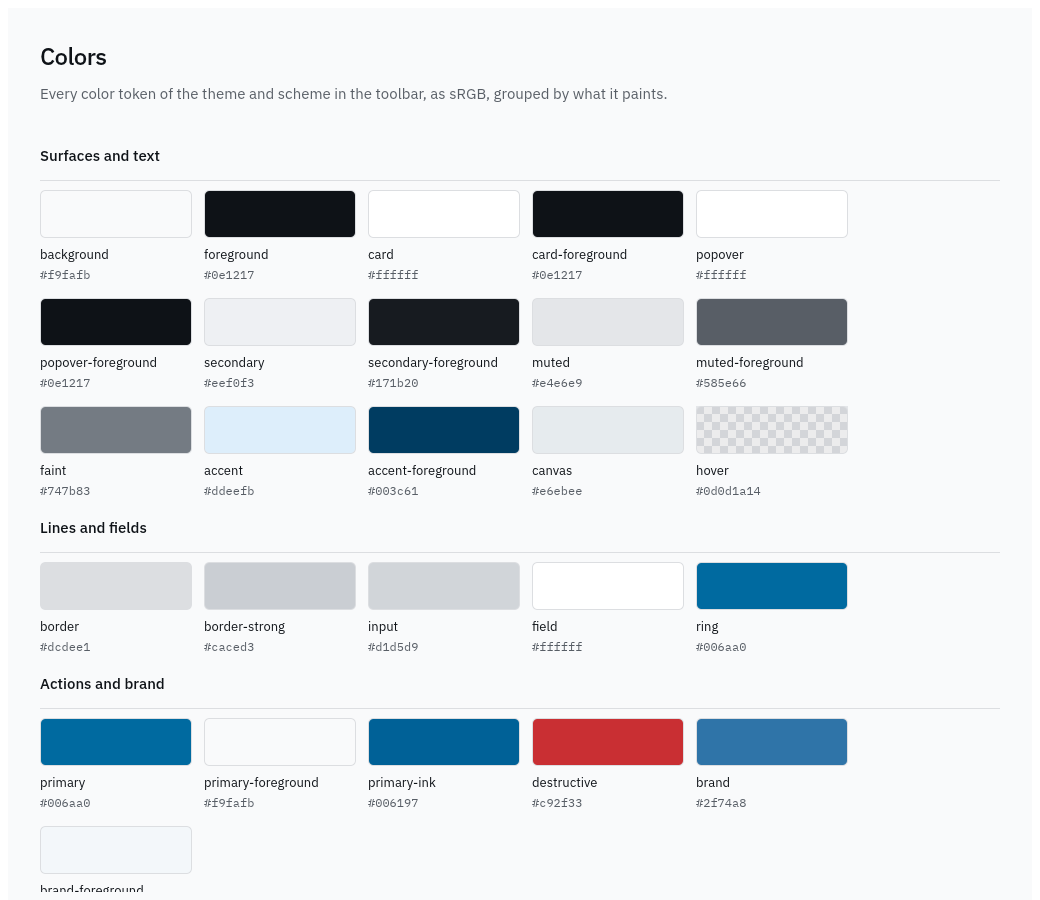 Colors
Every color token of the theme and scheme in the toolbar, as sRGB, grouped by what it paints.
Surfaces and text
background foreground card card-foreground popover
#f9fafb #0e1217 #ffffff #0e1217 #ffffff
popover-foreground secondary secondary-foreground muted muted-foreground
#0e1217 #eef0f3 #171b20 #e4e6e9 #585e66
faint accent accent-foreground canvas hover
#747b83 #ddeefb #003c61 #e6ebee #0d0d1a14
Lines and fields
border border-strong input field ring
#dcdee1 #caced3 #d1d5d9 #ffffff #006aa0
Actions and brand
primary primary-foreground primary-ink destructive brand
#006aa0 #f9fafb #006197 #c92f33 #2f74a8
brand-foreground